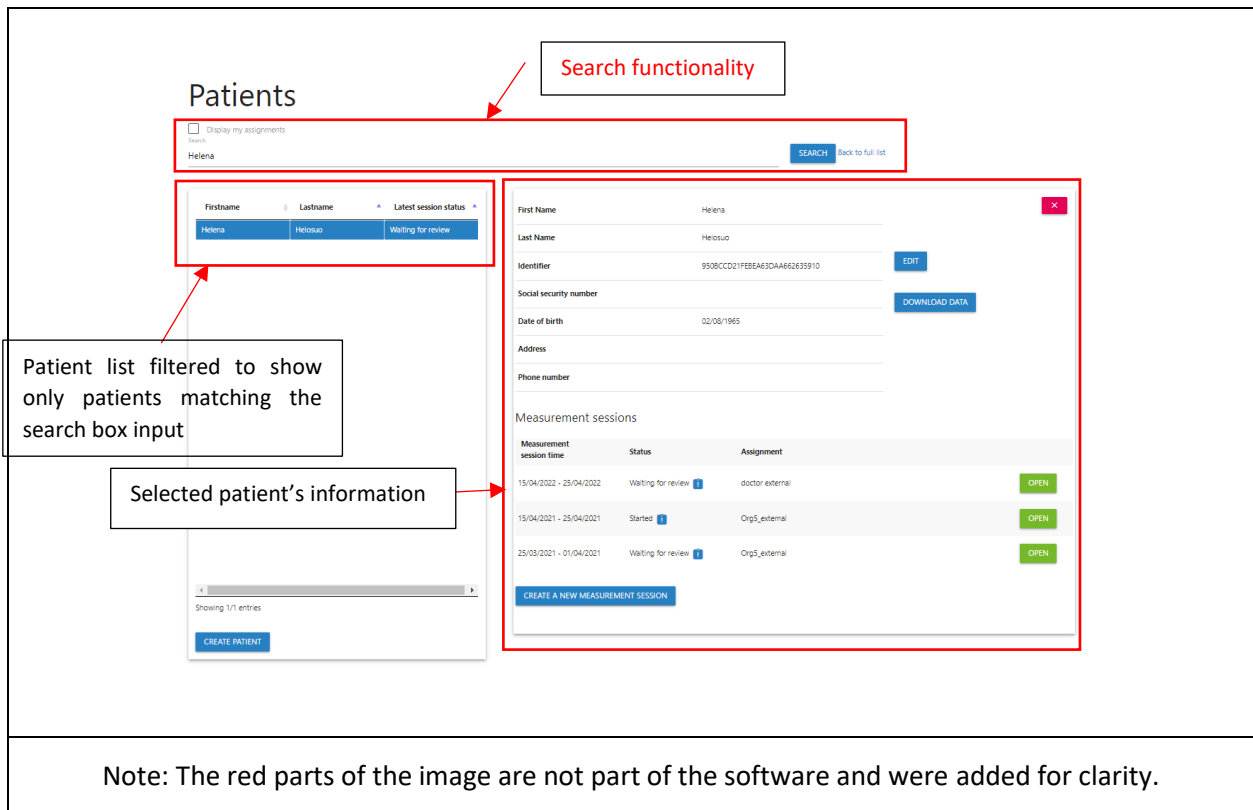 Search functionality
Patients
Display my assignments
Search
Helena
SEARCH Back to full list
Firstname Lastname Latest session status
Helena Helosuo Waiting for review
Patient list filtered to show
only patients matching the
search box input
Selected patient's information
Showing 1/1 entries
CREATE PATIENT
×
First Name Helena
Last Name Helosuo
Identifier 950BCCD21FEBEA63DAA662635910
EDIT
Social security number
DOWNLOAD DATA
Date of birth 02/08/1965
Address
Phone number
Measurement sessions
Measurement
session time Status Assignment
15/04/2022 - 25/04/2022 Waiting for review i doctor external OPEN
15/04/2021 - 25/04/2021 Started i Org5_external OPEN
25/03/2021 - 01/04/2021 Waiting for review i Org5_external OPEN
CREATE A NEW MEASUREMENT SESSION
Note: The red parts of the image are not part of the software and were added for clarity.